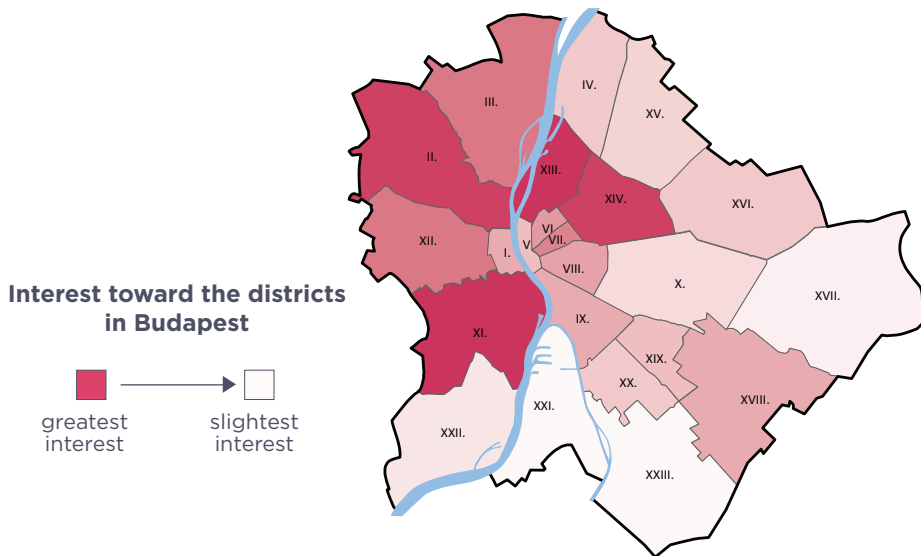 IV.
III.
XV.
II.
XIII.
XIV.
XVI.
VI
XII.
V.
VII.
I.
VIII.
X.
Interest toward the districts
in Budapest
XVII.
IX.
XI.
XIX.
XX.
XVIII.
greatest
interest
slightest
interest
XXI.
XXII.
XXIII.